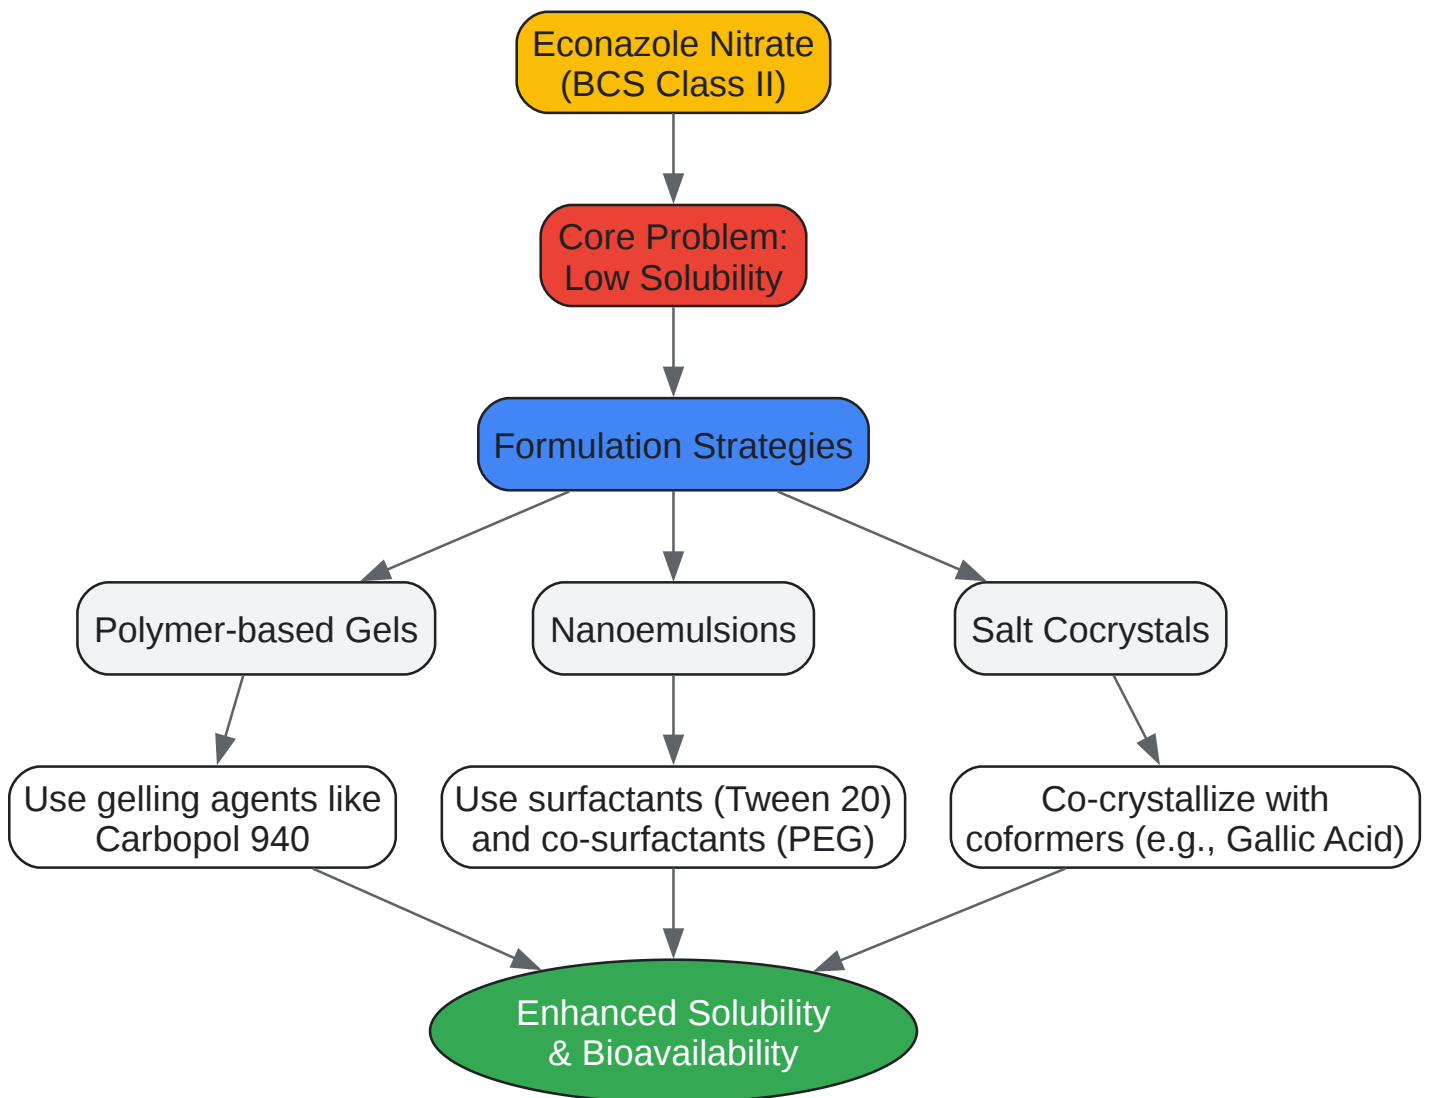 Econazole Nitrate
(BCS Class II)
Core Problem:
Low Solubility
Formulation Strategies
Polymer-based Gels
Nanoemulsions
Salt Cocrystals
Use gelling agents like
Carbopol 940
Use surfactants (Tween 20)
and co-surfactants (PEG)
Co-crystallize with
coformers (e.g., Gallic Acid)
Enhanced Solubility
& Bioavailability